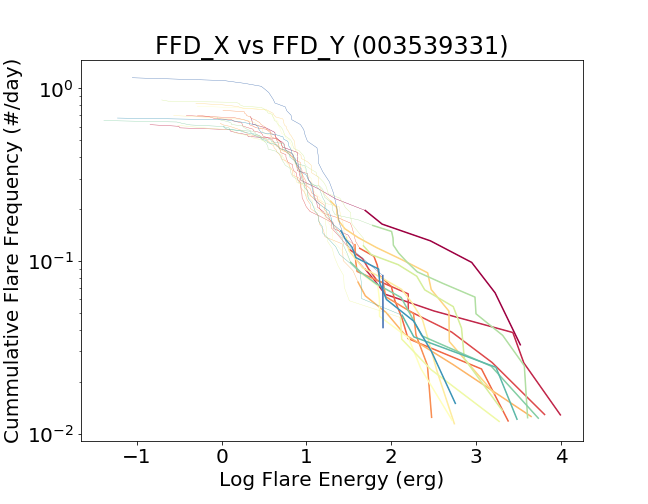 FFD_X vs FFD_Y (003539331)
Cummulative Flare Frequency (#/day)
10⁰
10⁻¹
10⁻²
−1 0 1 2 3 4
Log Flare Energy (erg)